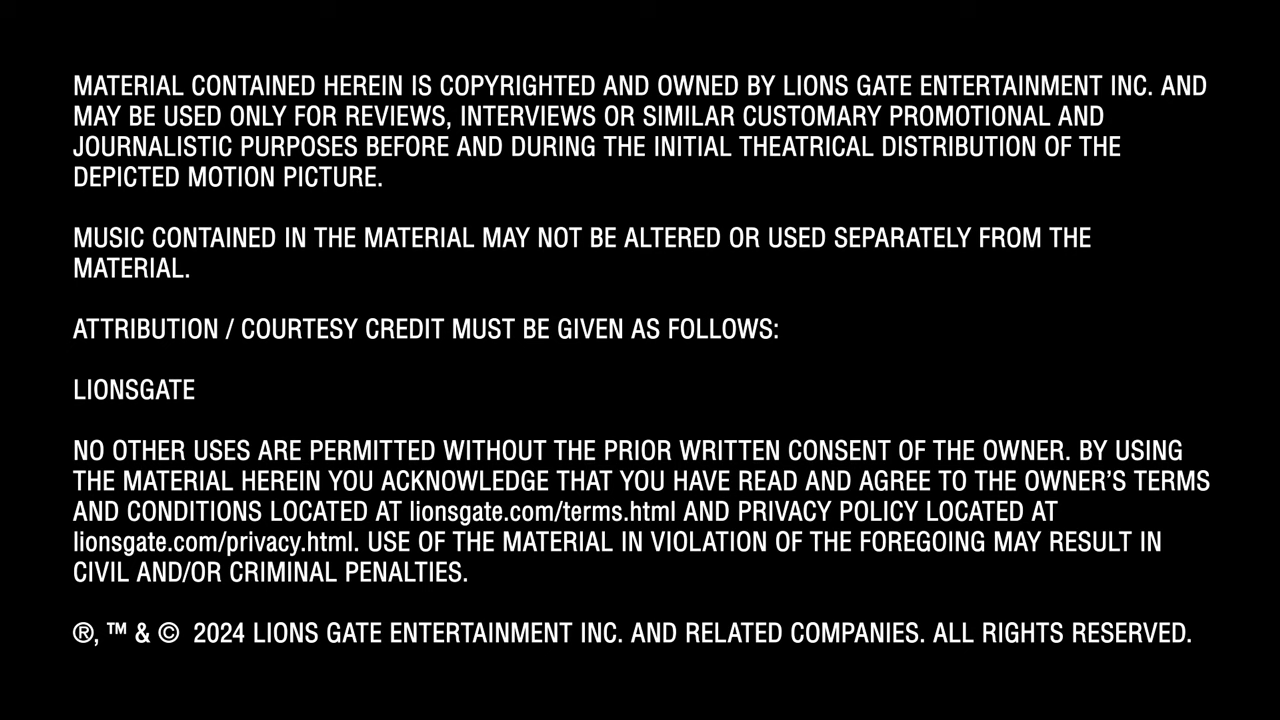 MATERIAL CONTAINED HEREIN IS COPYRIGHTED AND OWNED BY LIONS GATE ENTERTAINMENT INC. AND
MAY BE USED ONLY FOR REVIEWS, INTERVIEWS OR SIMILAR CUSTOMARY PROMOTIONAL AND
JOURNALISTIC PURPOSES BEFORE AND DURING THE INITIAL THEATRICAL DISTRIBUTION OF THE
DEPICTED MOTION PICTURE.
MUSIC CONTAINED IN THE MATERIAL MAY NOT BE ALTERED OR USED SEPARATELY FROM THE
MATERIAL.
ATTRIBUTION / COURTESY CREDIT MUST BE GIVEN AS FOLLOWS:
LIONSGATE
NO OTHER USES ARE PERMITTED WITHOUT THE PRIOR WRITTEN CONSENT OF THE OWNER. BY USING
THE MATERIAL HEREIN YOU ACKNOWLEDGE THAT YOU HAVE READ AND AGREE TO THE OWNER'S TERMS
AND CONDITIONS LOCATED AT lionsgate.com/terms.html AND PRIVACY POLICY LOCATED AT
lionsgate.com/privacy.html. USE OF THE MATERIAL IN VIOLATION OF THE FOREGOING MAY RESULT IN
CIVIL AND/OR CRIMINAL PENALTIES.
®, ™ & © 2024 LIONS GATE ENTERTAINMENT INC. AND RELATED COMPANIES. ALL RIGHTS RESERVED.